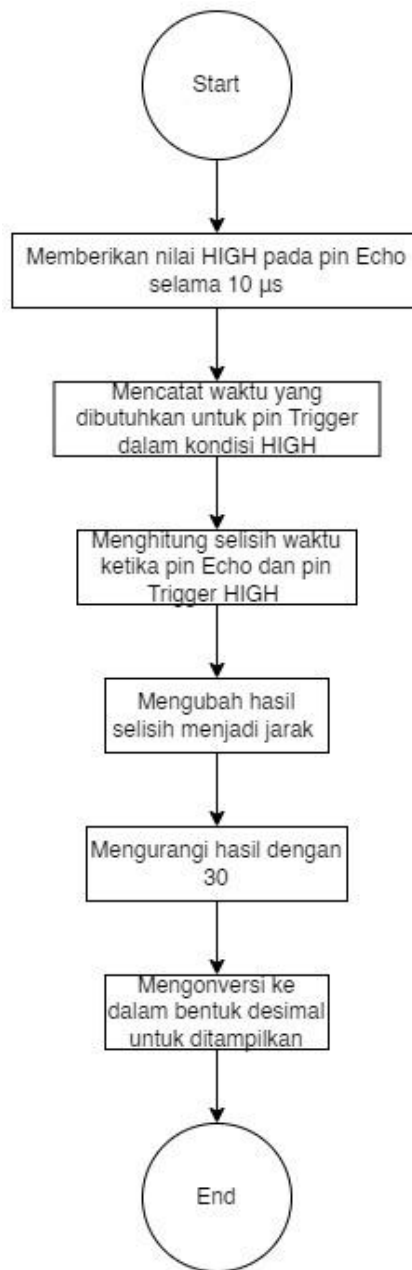 Start
Memberikan nilai HIGH pada pin Echo
selama 10 µs
Mencatat waktu yang
dibutuhkan untuk pin Trigger
dalam kondisi HIGH
Menghitung selisih waktu
ketika pin Echo dan pin
Trigger HIGH
Mengubah hasil
selisih menjadi jarak
Mengurangi hasil dengan
30
Mengonversi ke
dalam bentuk desimal
untuk ditampilkan
End